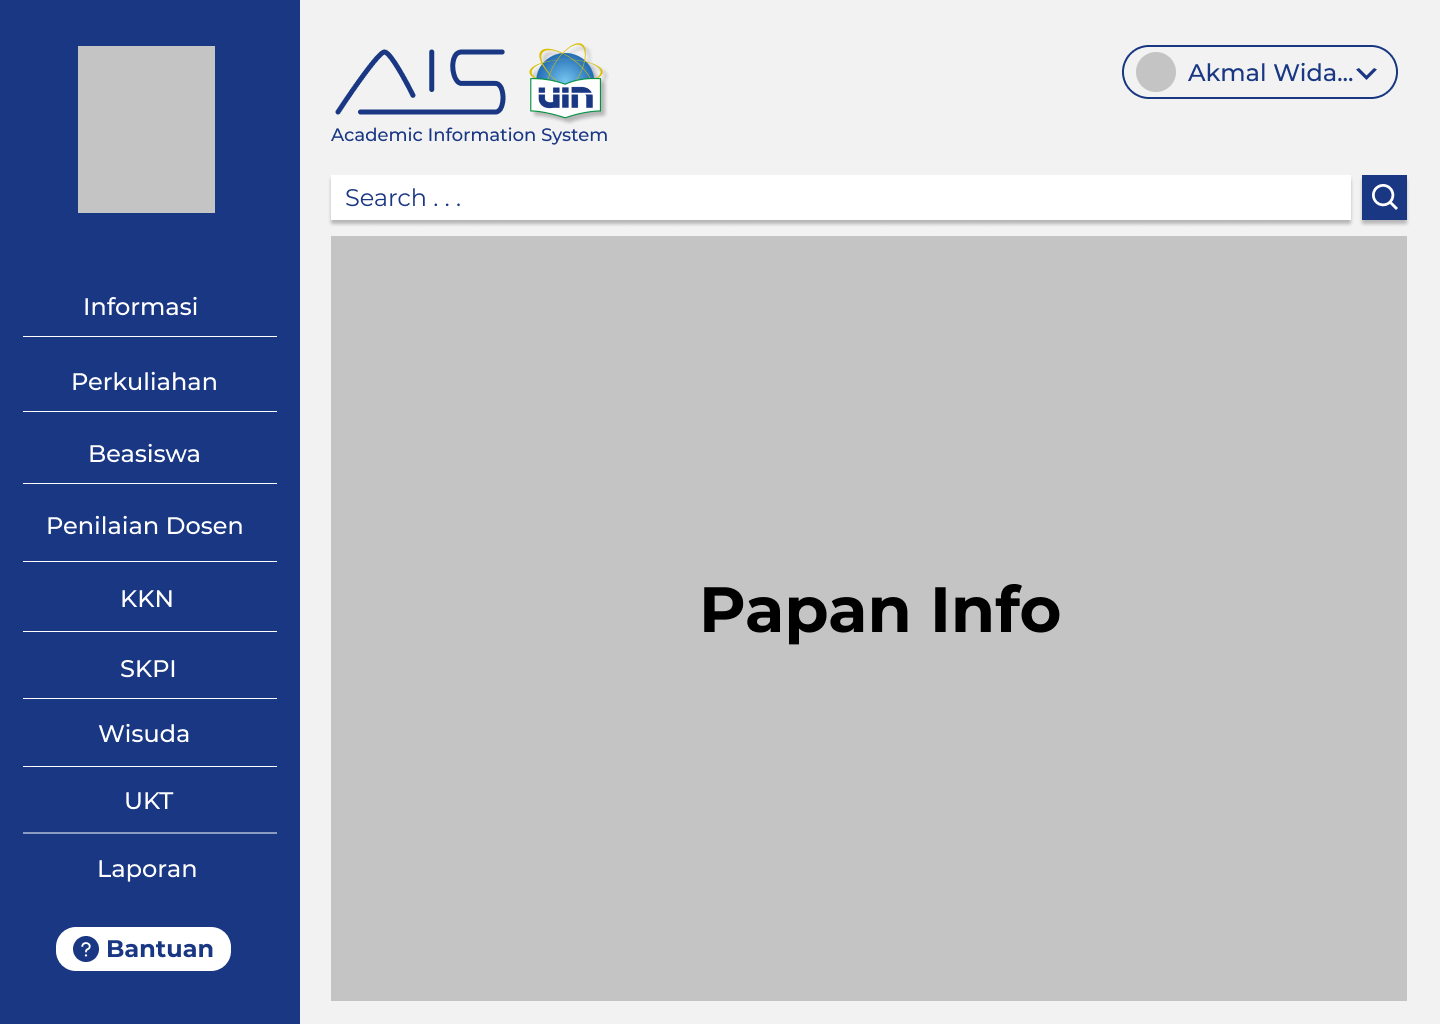 Informasi
Perkuliahan
Beasiswa
Penilaian Dosen
KKN
SKPI
Wisuda
UKT
Laporan
? Bantuan
AIS
uin
Academic Information System
Akmal Wida...
Search . . .
Papan Info